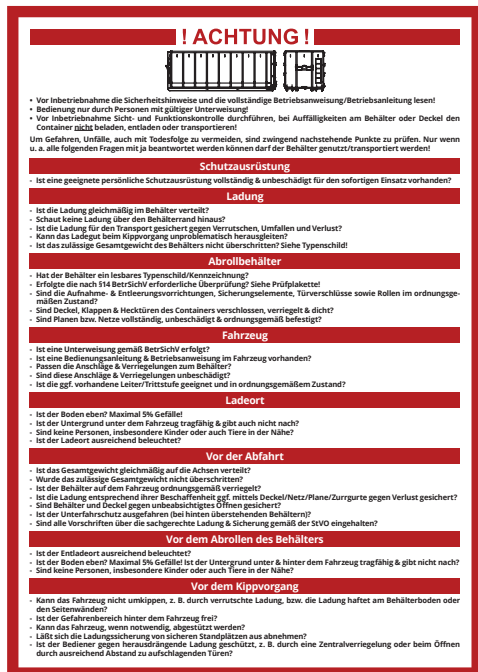 ! ACHTUNG !
• Vor Inbetriebnahme die Sicherheitshinweise und die vollständige Betriebsanweisung/Betriebsanleitung lesen!
• Bedienung nur durch Personen mit gültiger Unterweisung!
• Vor Inbetriebnahme Sicht- und Funktionskontrolle durchführen, bei Auffälligkeiten am Behälter oder Deckel den
Container nicht beladen, entladen oder transportieren!
Um Gefahren, Unfälle, auch mit Todesfolge zu vermeiden, sind zwingend nachstehende Punkte zu prüfen. Nur wenn
u. a. alle folgenden Fragen mit ja beantwortet werden können darf der Behälter genutzt/transportiert werden!
Schutzausrüstung
- Ist eine geeignete persönliche Schutzausrüstung vollständig & unbeschädigt für den sofortigen Einsatz vorhanden?
Ladung
- Ist die Ladung gleichmäßig im Behälter verteilt?
- Schaut keine Ladung über den Behälterrand hinaus?
- Ist die Ladung für den Transport gesichert gegen Verrutschen, Umfallen und Verlust?
- Kann das Ladegut beim Kippvorgang unproblematisch herausgleiten?
- Ist das zulässige Gesamtgewicht des Behälters nicht überschritten? Siehe Typenschild!
Abrollbehälter
- Hat der Behälter ein lesbares Typenschild/Kennzeichnung?
- Erfolgte die nach §14 BetrSichV erforderliche Überprüfung? Siehe Prüfplakette!
- Sind die Aufnahme- & Entleerungsvorrichtungen, Sicherungselemente, Türverschlüsse sowie Rollen im ordnungsge-
mäßen Zustand?
- Sind Deckel, Klappen & Hecktüren des Containers verschlossen, verriegelt & dicht?
- Sind Planen bzw. Netze vollständig, unbeschädigt & ordnungsgemäß befestigt?
Fahrzeug
- Ist eine Unterweisung gemäß BetrSichV erfolgt?
- Ist eine Bedienungsanleitung & Betriebsanweisung im Fahrzeug vorhanden?
- Passen die Anschläge & Verriegelungen zum Behälter?
- Sind diese Anschläge & Verriegelungen unbeschädigt?
- Ist die ggf. vorhandene Leiter/Trittstufe geeignet und in ordnungsgemäßem Zustand?
Ladeort
- Ist der Boden eben? Maximal 5% Gefälle!
- Ist der Untergrund unter dem Fahrzeug tragfähig & gibt auch nicht nach?
- Sind keine Personen, insbesondere Kinder oder auch Tiere in der Nähe?
- Ist der Ladeort ausreichend beleuchtet?
Vor der Abfahrt
- Ist das Gesamtgewicht gleichmäßig auf die Achsen verteilt?
- Wurde das zulässige Gesamtgewicht nicht überschritten?
- Ist der Behälter auf dem Fahrzeug ordnungsgemäß verriegelt?
- Ist die Ladung entsprechend ihrer Beschaffenheit ggf. mittels Deckel/Netz/Plane/Zurrgurte gegen Verlust gesichert?
- Sind Behälter und Deckel gegen unbeabsichtigtes Öffnen gesichert?
- Ist der Unterfahrschutz ausgefahren (bei hinten überstehenden Behältern)?
- Sind alle Vorschriften über die sachgerechte Ladung & Sicherung gemäß der StVO eingehalten?
Vor dem Abrollen des Behälters
- Ist der Entladeort ausreichend beleuchtet?
- Ist der Boden eben? Maximal 5% Gefälle! Ist der Untergrund unter & hinter dem Fahrzeug tragfähig & gibt nicht nach?
- Sind keine Personen, insbesondere Kinder oder auch Tiere in der Nähe?
Vor dem Kippvorgang
- Kann das Fahrzeug nicht umkippen, z. B. durch verrutschte Ladung, bzw. die Ladung haftet am Behälterboden oder
den Seitenwänden?
- Ist der Gefahrenbereich hinter dem Fahrzeug frei?
- Kann das Fahrzeug, wenn notwendig, abgestützt werden?
- Läßt sich die Ladungssicherung von sicheren Standplätzen aus abnehmen?
- Ist der Bediener gegen herausdrängende Ladung geschützt, z. B. durch eine Zentralverriegelung oder beim Öffnen
durch ausreichend Abstand zu aufschlagenden Türen?